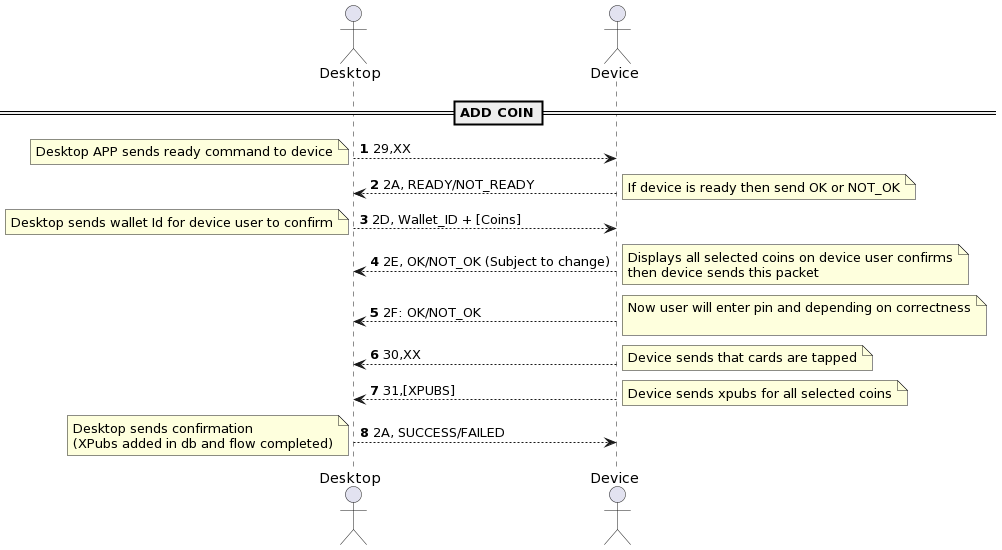 Desktop
Device
ADD COIN
Desktop APP sends ready command to device
1 29,XX
2 2A, READY/NOT_READY
If device is ready then send OK or NOT_OK
Desktop sends wallet Id for device user to confirm
3 2D, Wallet_ID + [Coins]
4 2E, OK/NOT_OK (Subject to change)
Displays all selected coins on device user confirms
then device sends this packet
5 2F: OK/NOT_OK
Now user will enter pin and depending on correctness
6 30,XX
Device sends that cards are tapped
7 31,[XPUBS]
Device sends xpubs for all selected coins
Desktop sends confirmation
(XPubs added in db and flow completed)
8 2A, SUCCESS/FAILED
Desktop
Device